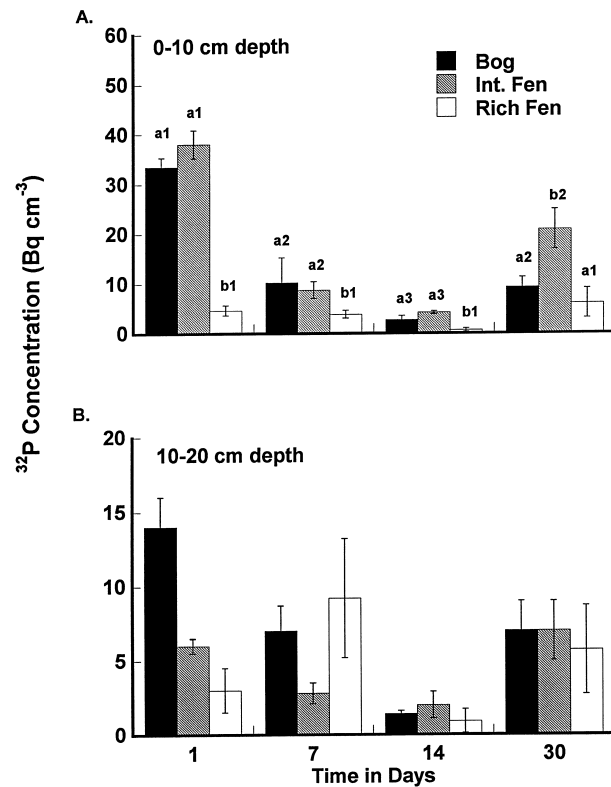 A.
0-10 cm depth
Bog
Int. Fen
Rich Fen
60
50
40
30
20
10
0
a1 a1 b1 a2 a2 b1 a3 a3 b1 a2 b2 a1
³²P Concentration (Bq cm⁻³)
B.
10-20 cm depth
20
15
10
5
0
1 7 14 30
Time in Days